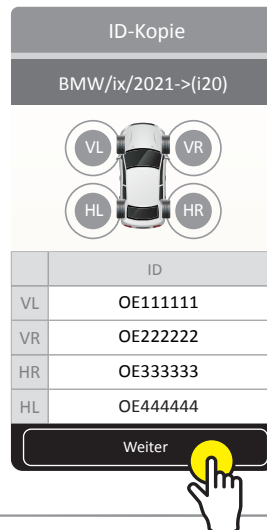 ID-Kopie
BMW/ix/2021->(i20)
VL VR
HL HR
ID
VL OE111111
VR OE222222
HR OE333333
HL OE444444
Weiter